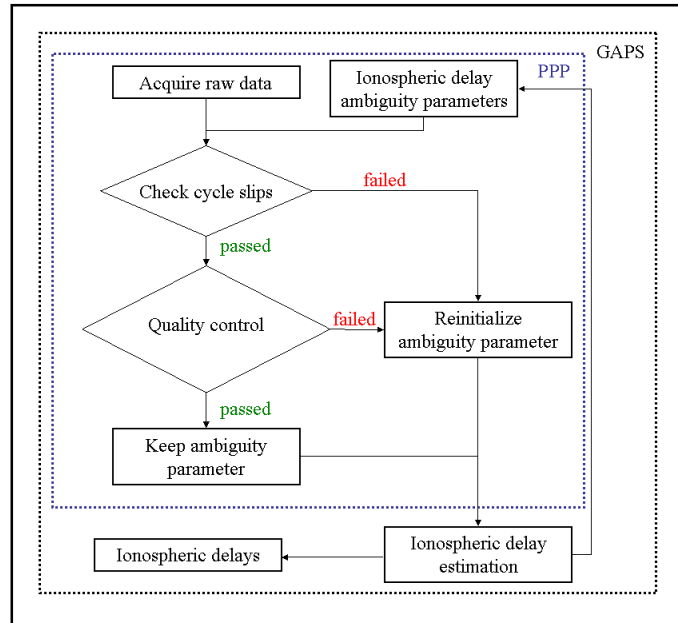 GAPS
PPP
Acquire raw data
Ionospheric delay
ambiguity parameters
Check cycle slips
failed
passed
Quality control
failed
Reinitialize
ambiguity parameter
passed
Keep ambiguity
parameter
Ionospheric delays
Ionospheric delay
estimation